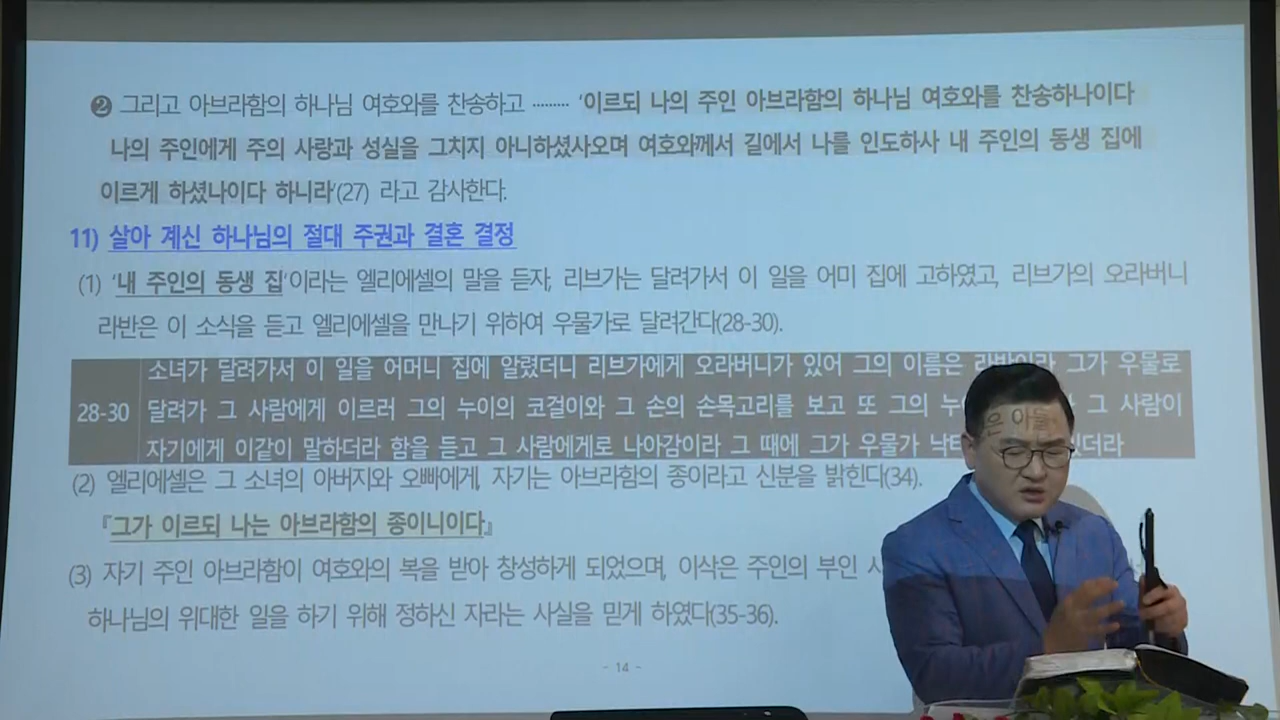 ❷ 그리고 아브라함의 하나님 여호와를 찬송하고 ········· ‘이르되 나의 주인 아브라함의 하나님 여호와를 찬송하나이다
나의 주인에게 주의 사랑과 성실을 그치지 아니하셨사오며 여호와께서 길에서 나를 인도하사 내 주인의 동생 집에
이르게 하셨나이다 하니라’(27) 라고 감사한다.
11) 살아 계신 하나님의 절대 주권과 결혼 결정
(1) ‘내 주인의 동생 집’이라는 엘리에셀의 말을 듣자, 리브가는 달려가서 이 일을 어미 집에 고하였고, 리브가의 오라버니
라반은 이 소식을 듣고 엘리에셀을 만나기 위하여 우물가로 달려간다(28-30).
28-30
소녀가 달려가서 이 일을 어머니 집에 알렸더니 리브가에게 오라버니가 있어 그의 이름은 라반이라 그가 우물로
달려가 그 사람에게 이르러 그의 누이의 코걸이와 그 손의 손목고리를 보고 또 그의 그 사람이
자기에게 이같이 말하더라 함을 듣고 그 사람에게로 나아감이라 그 때에 그가 우물가
(2) 엘리에셀은 그 소녀의 아버지와 오빠에게, 자기는 아브라함의 종이라고 신분을 밝힌다(34).
『그가 이르되 나는 아브라함의 종이니이다』
(3) 자기 주인 아브라함이 여호와의 복을 받아 창성하게 되었으며, 이삭은 주인의 부인
은 아들
하나님의 위대한 일을 하기 위해 정하신 자라는 사실을 믿게 하였다(35-36).
- 14 -